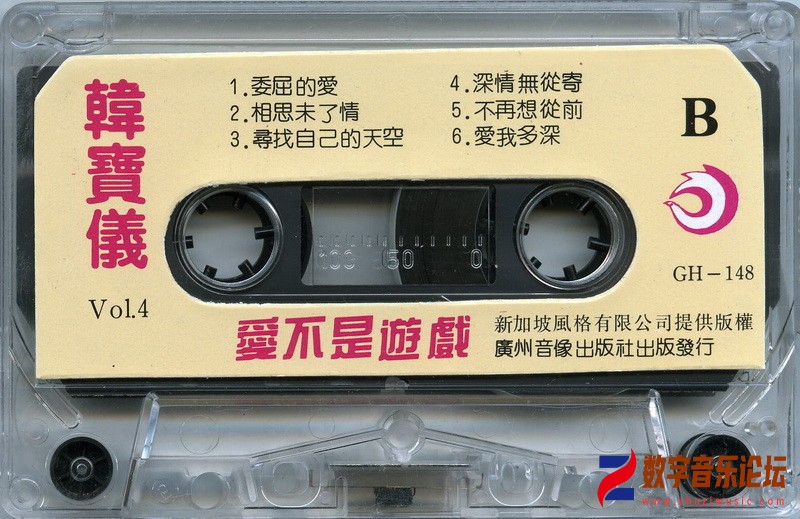 韓寶儀
Vol.4
1.委屈的愛
2.相思未了情
3.尋找自己的天空
4.深情無從寄
5.不再想從前
6.愛我多深
B
100 50 0
GH－148
愛不是遊戲
新加坡風格有限公司提供版權
廣州音像出版社出版發行
数字音乐论坛